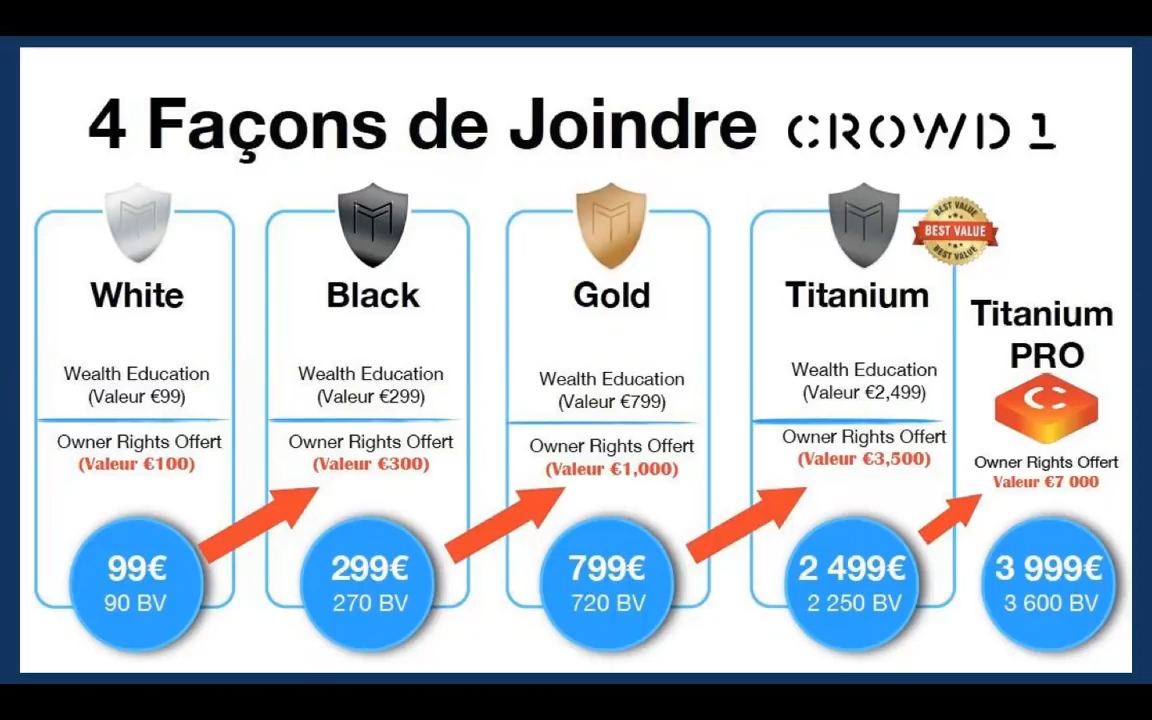 4 Façons de Joindre CROWD1
BEST VALUE
BEST VALUE
BEST VALUE
White
Wealth Education
(Valeur €99)
Owner Rights Offert
(Valeur €100)
99€
90 BV
Black
Wealth Education
(Valeur €299)
Owner Rights Offert
(Valeur €300)
299€
270 BV
Gold
Wealth Education
(Valeur €799)
Owner Rights Offert
(Valeur €1,000)
799€
720 BV
Titanium
Wealth Education
(Valeur €2,499)
Owner Rights Offert
(Valeur €3,500)
2 499€
2 250 BV
Titanium
PRO
Owner Rights Offert
Valeur €7 000
3 999€
3 600 BV